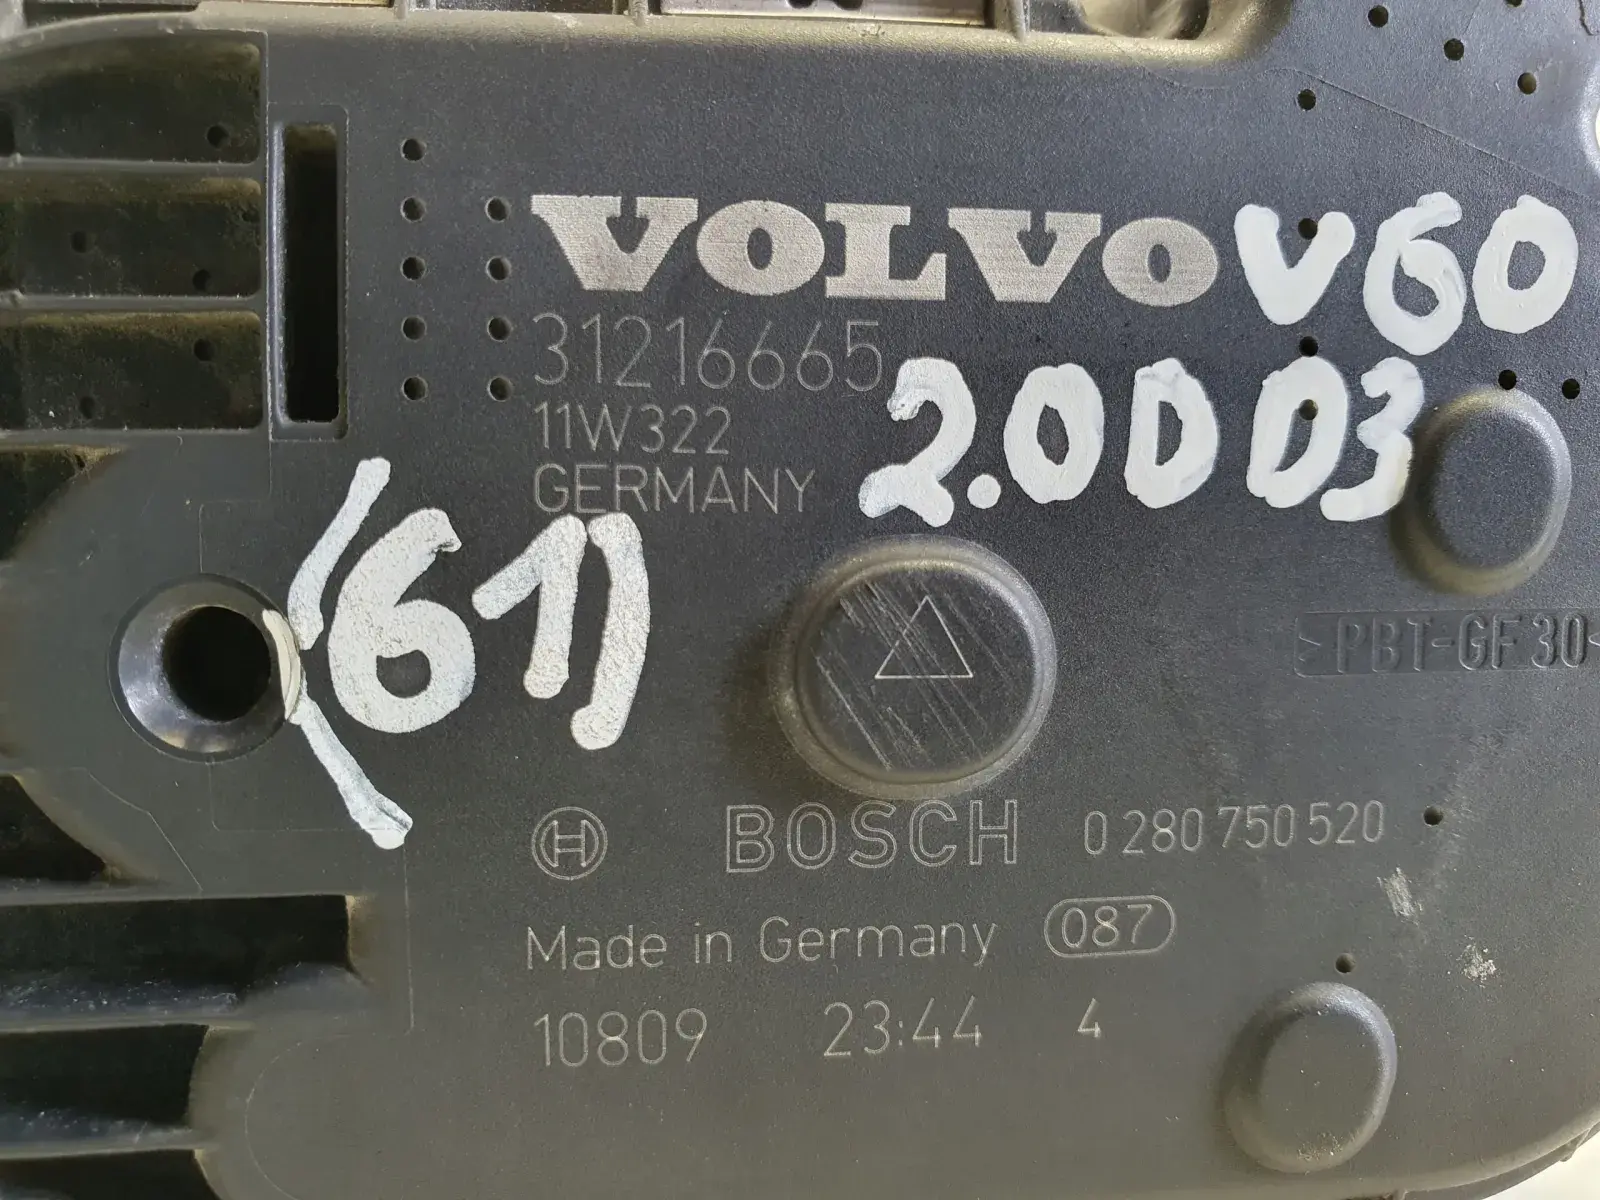 VOLVO V60
31216665
2.0D D3
11W322
GERMANY
(61)
>PBT-GF30<
BOSCH 0 280 750 520
Made in Germany 087
10809 23:44 4